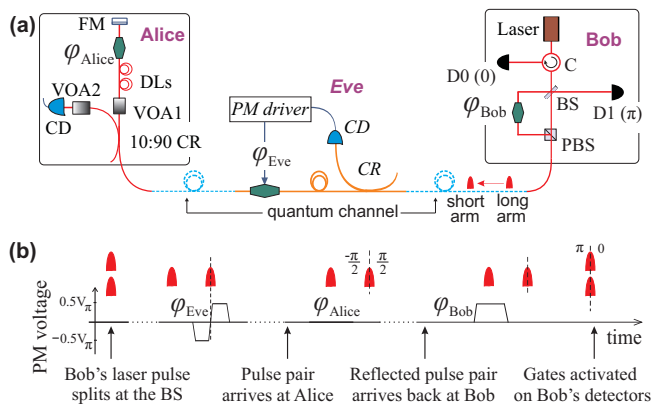 (a)
FM
Alice
φAlice
DLs
VOA2
VOA1
CD
10:90 CR
Eve
PM driver
CD
φEve
CR
quantum channel
short
arm
long
arm
Laser
Bob
D0 (0)
C
φBob
BS
D1 (π)
PBS
(b)
PM voltage
0.5Vπ
-0.5Vπ
φEve
-π/2
π/2
φAlice
φBob
π
0
time
Bob's laser pulse
splits at the BS
Pulse pair
arrives at Alice
Reflected pulse pair
arrives back at Bob
Gates activated
on Bob's detectors